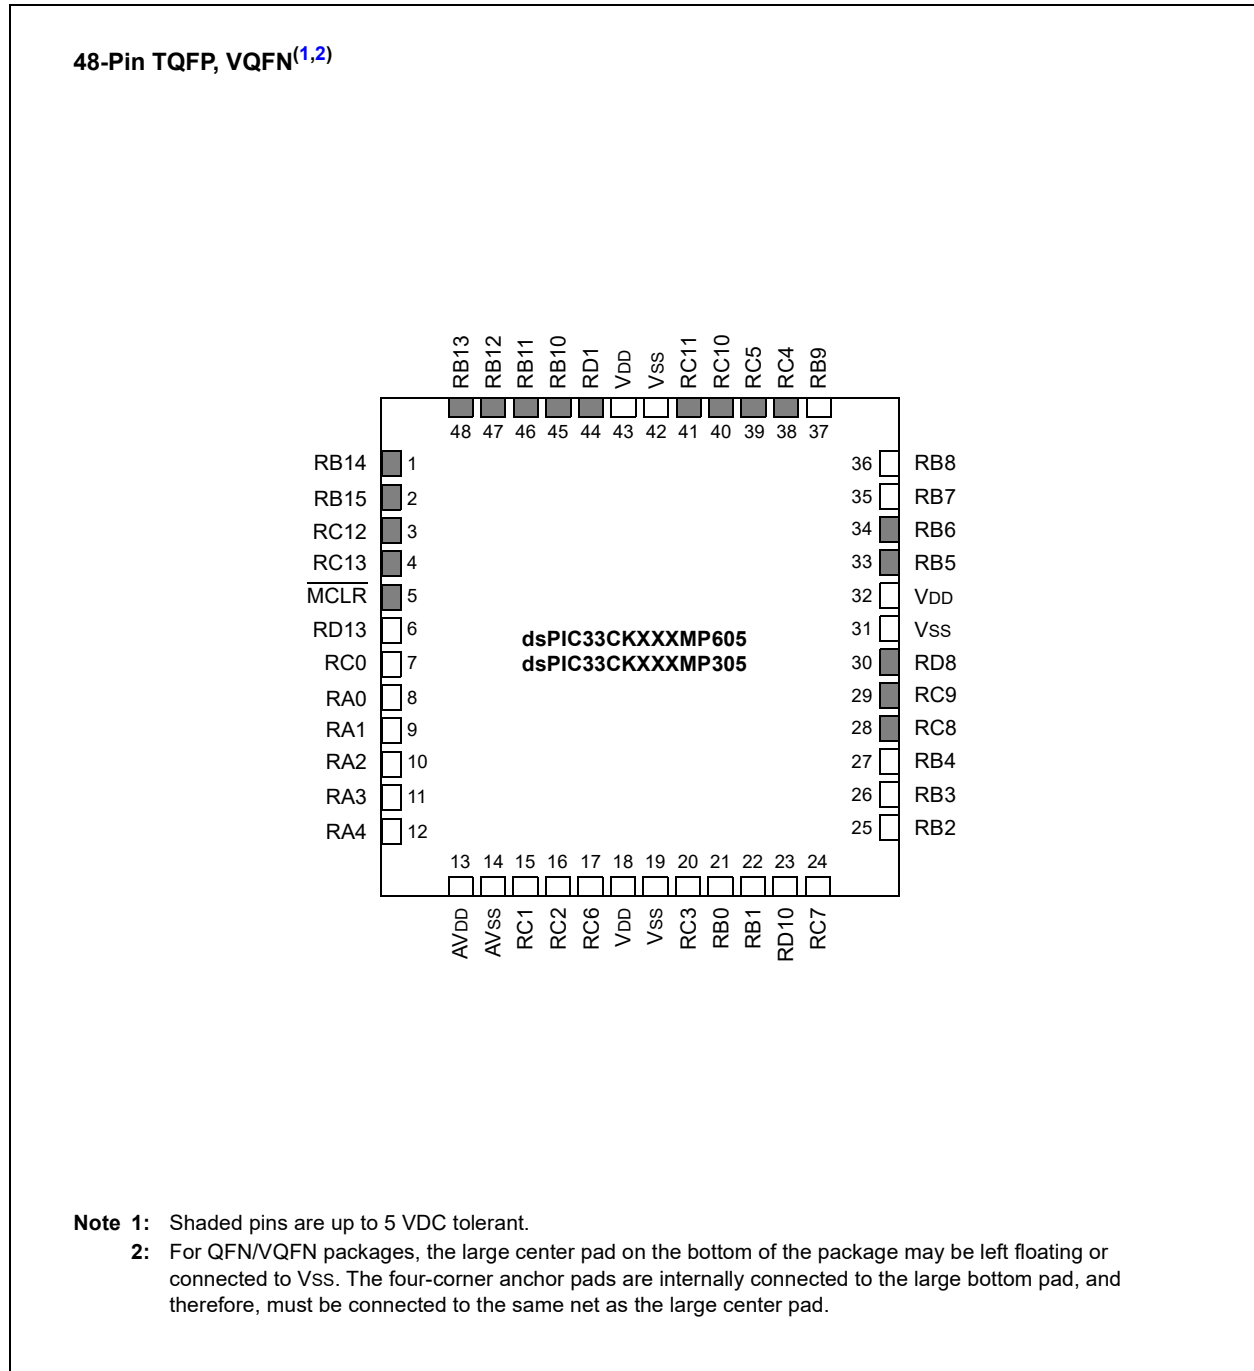 48-Pin TQFP, VQFN(1,2)
RB13 RB12 RB11 RB10 RD1 VDD VSS RC11 RC10 RC5 RC4 RB9
48 47 46 45 44 43 42 41 40 39 38 37
RB14 1 36 RB8
RB15 2 35 RB7
RC12 3 34 RB6
RC13 4 33 RB5
MCLR 5 32 VDD
RD13 6 31 VSS
RC0 7 30 RD8
RA0 8 29 RC9
RA1 9 28 RC8
RA2 10 27 RB4
RA3 11 26 RB3
RA4 12 25 RB2
dsPIC33CKXXXMP605
dsPIC33CKXXXMP305
13 14 15 16 17 18 19 20 21 22 23 24
AVDD AVSS RC1 RC2 RC6 VDD VSS RC3 RB0 RB1 RD10 RC7
Note 1: Shaded pins are up to 5 VDC tolerant.
2: For QFN/VQFN packages, the large center pad on the bottom of the package may be left floating or
connected to VSS. The four-corner anchor pads are internally connected to the large bottom pad, and
therefore, must be connected to the same net as the large center pad.